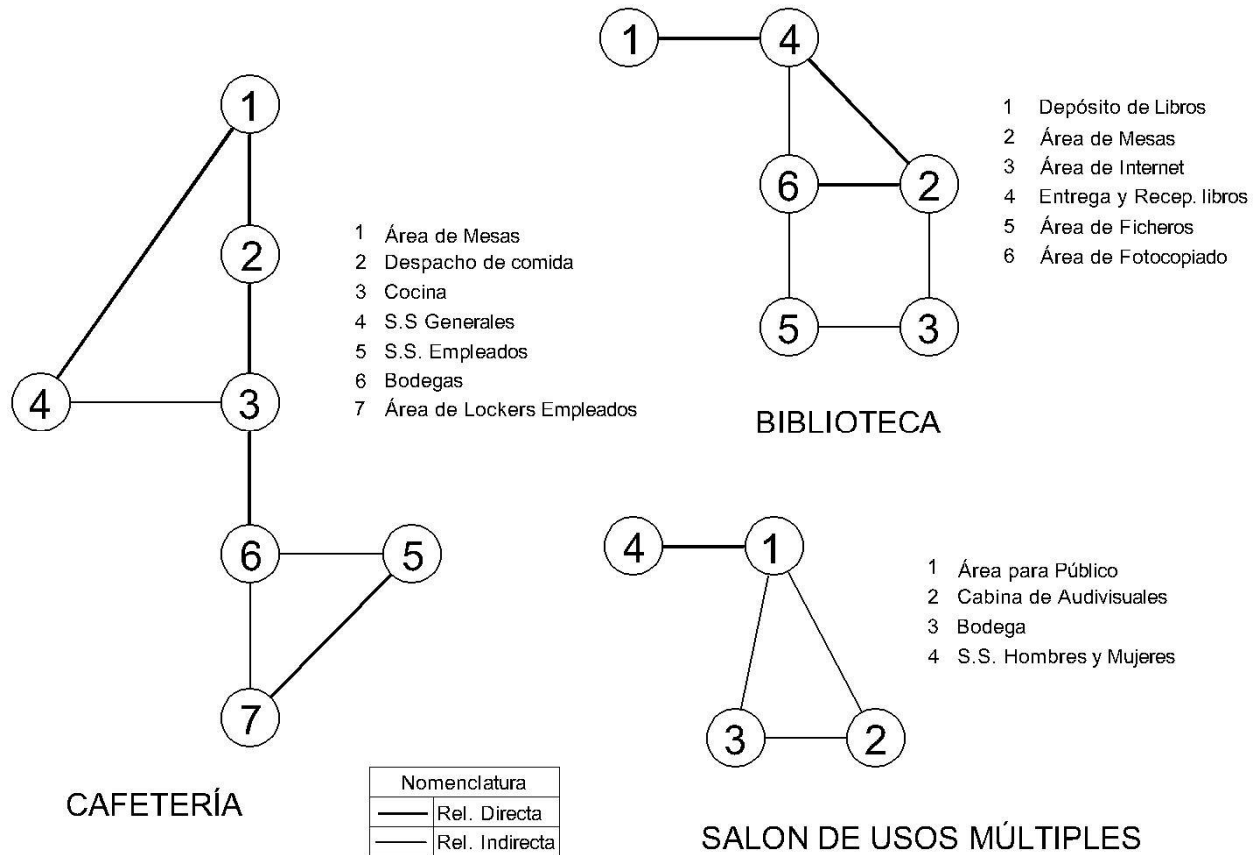 1
2
3
4
6
5
7
1 Área de Mesas
2 Despacho de comida
3 Cocina
4 S.S Generales
5 S.S. Empleados
6 Bodegas
7 Área de Lockers Empleados
CAFETERÍA
Nomenclatura
Rel. Directa
Rel. Indirecta
1
4
6
2
5
3
1 Depósito de Libros
2 Área de Mesas
3 Área de Internet
4 Entrega y Recep. libros
5 Área de Ficheros
6 Área de Fotocopiado
BIBLIOTECA
4
1
3
2
1 Área para Público
2 Cabina de Audivisuales
3 Bodega
4 S.S. Hombres y Mujeres
SALON DE USOS MÚLTIPLES